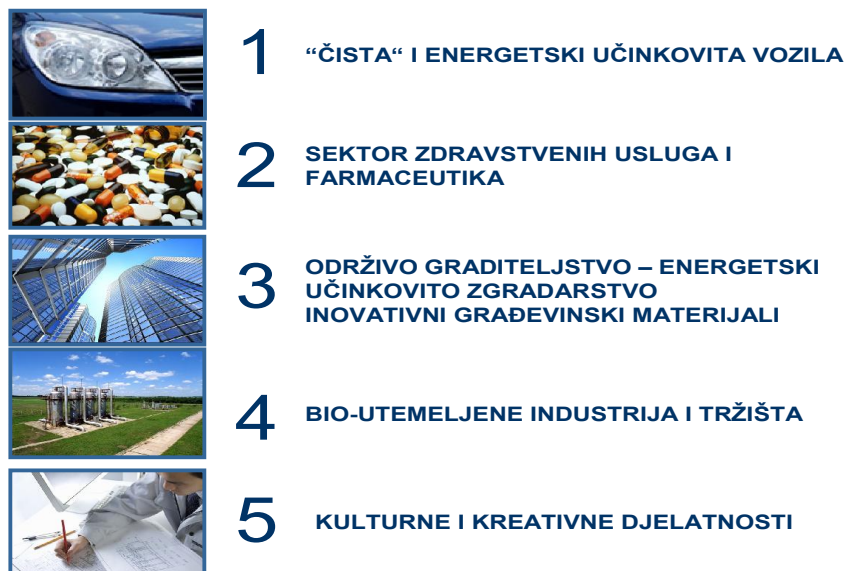 1
“ČISTA“ I ENERGETSKI UČINKOVITA VOZILA
2
SEKTOR ZDRAVSTVENIH USLUGA I
FARMACEUTIKA
3
ODRŽIVO GRADITELJSTVO – ENERGETSKI
UČINKOVITO ZGRADARSTVO
INOVATIVNI GRAĐEVINSKI MATERIJALI
4
BIO-UTEMELJENE INDUSTRIJA I TRŽIŠTA
5
KULTURNE I KREATIVNE DJELATNOSTI